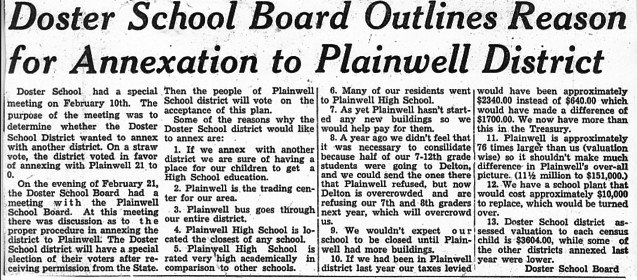 Doster School Board Outlines Reason
for Annexation to Plainwell District
Doster School had a special
meeting on February 10th. The
purpose of the meeting was to
determine whether the Doster
School District wanted to annex
with another district. On a straw
vote, the district voted in favor
of annexing with Plainwell 21 to
0.
On the evening of February 21,
the Doster School Board had a
meeting with the Plainwell
School Board. At this meeting
there was discussion as to the
proper procedure in annexing the
district to Plainwell. The Doster
School district will have a special
election of their voters after re-
ceiving permission from the State.
Then the people of Plainwell
School district will vote on the
acceptance of this plan.
Some of the reasons why the
Doster School district would like
to annex are:
1. If we annex with another
district we are sure of having a
place for our children to get a
High School education.
2. Plainwell is the trading cen-
ter for our area.
3. Plainwell bus goes through
our entire district.
4. Plainwell High School is lo-
cated the closest of any school.
5. Plainwell High School is
rated very high academically in
comparison to other schools.
6. Many of our residents went
to Plainwell High School.
7. As yet Plainwell hasn't start-
ed any new buildings so we
would help pay for them.
8. A year ago we didn't feel that
it was necessary to consilidate
because half of our 7-12th grade
students were going to Delton,
and we could send the ones there
that Plainwell refused, but now
Delton is overcrowded and are
refusing our 7th and 8th graders
next year, which will overcrowd
us.
9. We wouldn't expect our
school to be closed until Plain-
well had more buildings.
10. If we had been in Plainwell
district last year our taxes levied
would have been approximately
$2340.00 instead of $640.00 which
would have made a difference of
$1700.00. We now have more than
this in the Treasury.
11. Plainwell is approximately
76 times larger than us (valuation
wise) so it shouldn't make much
difference in Plainwell's over-all
picture. (11½ million to $151,000.)
12. We have a school plant that
would cost approximately $10,000
to replace, which would be turned
over.
13. Doster School district as-
sessed valuation to each census
child is $3604.00, while some of
the other districts annexed last
year were lower.
Doster School Board